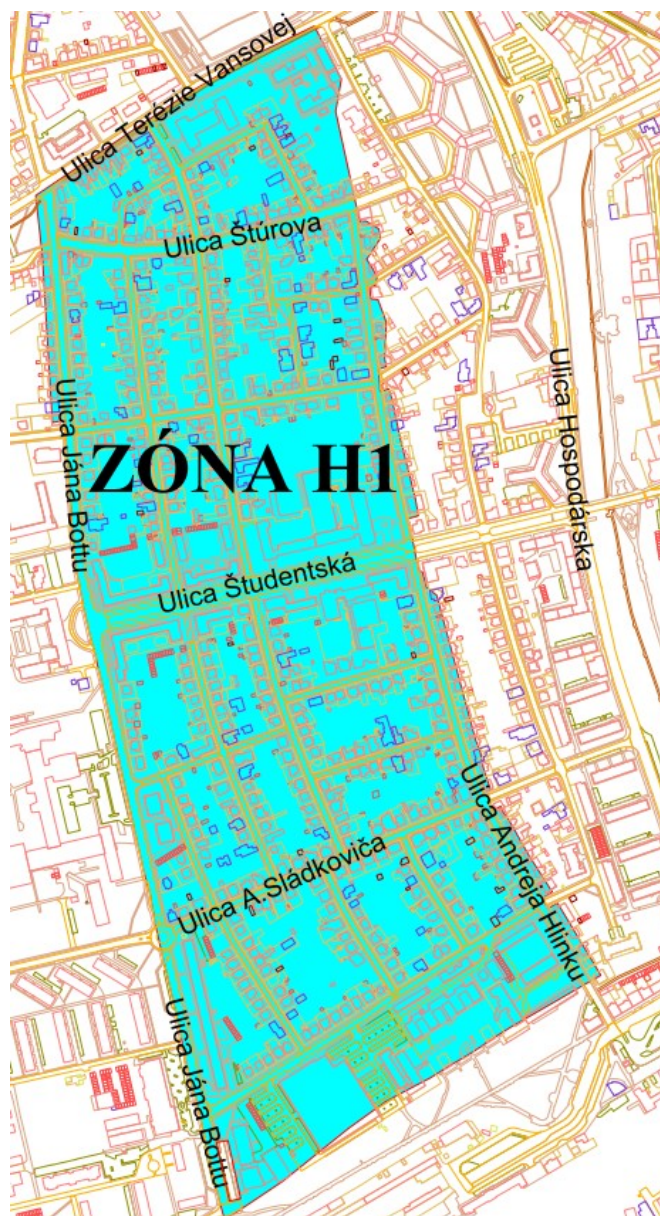 Ulica Terézie Vansovej
Ulica Štúrova
Ulica Jána Bottu
Ulica Hospodárska
ZÓNA H1
Ulica Študentská
Ulica Andreja Hlinku
Ulica A.Sládkoviča
Ulica Jána Bottu